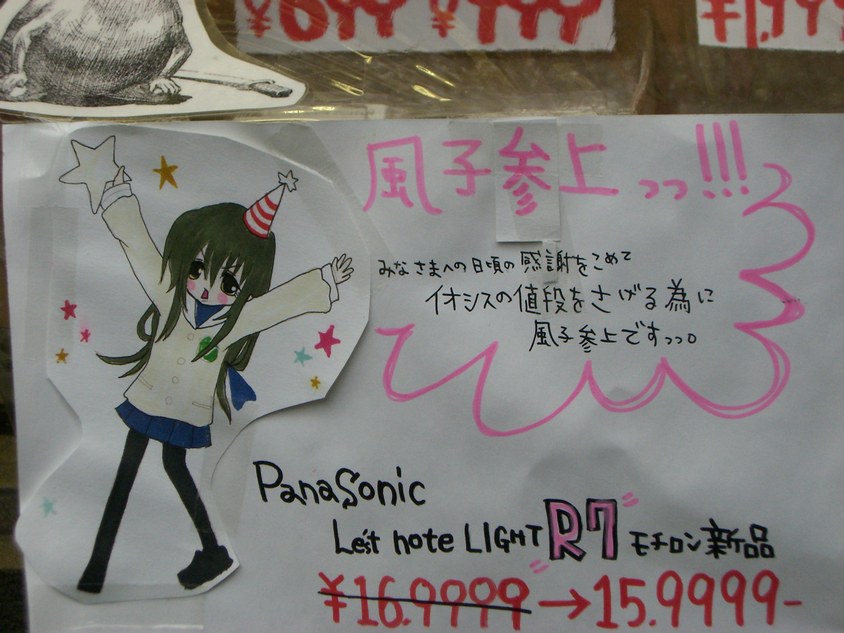 風子参上っっ!!!
みなさまへの日頃の感謝をこめて
イオシスの値段をさげる為に
風子参上ですっっ。
PanaSonic
Let's note LIGHT R7 モチロン新品
¥16.9999→15.9999-